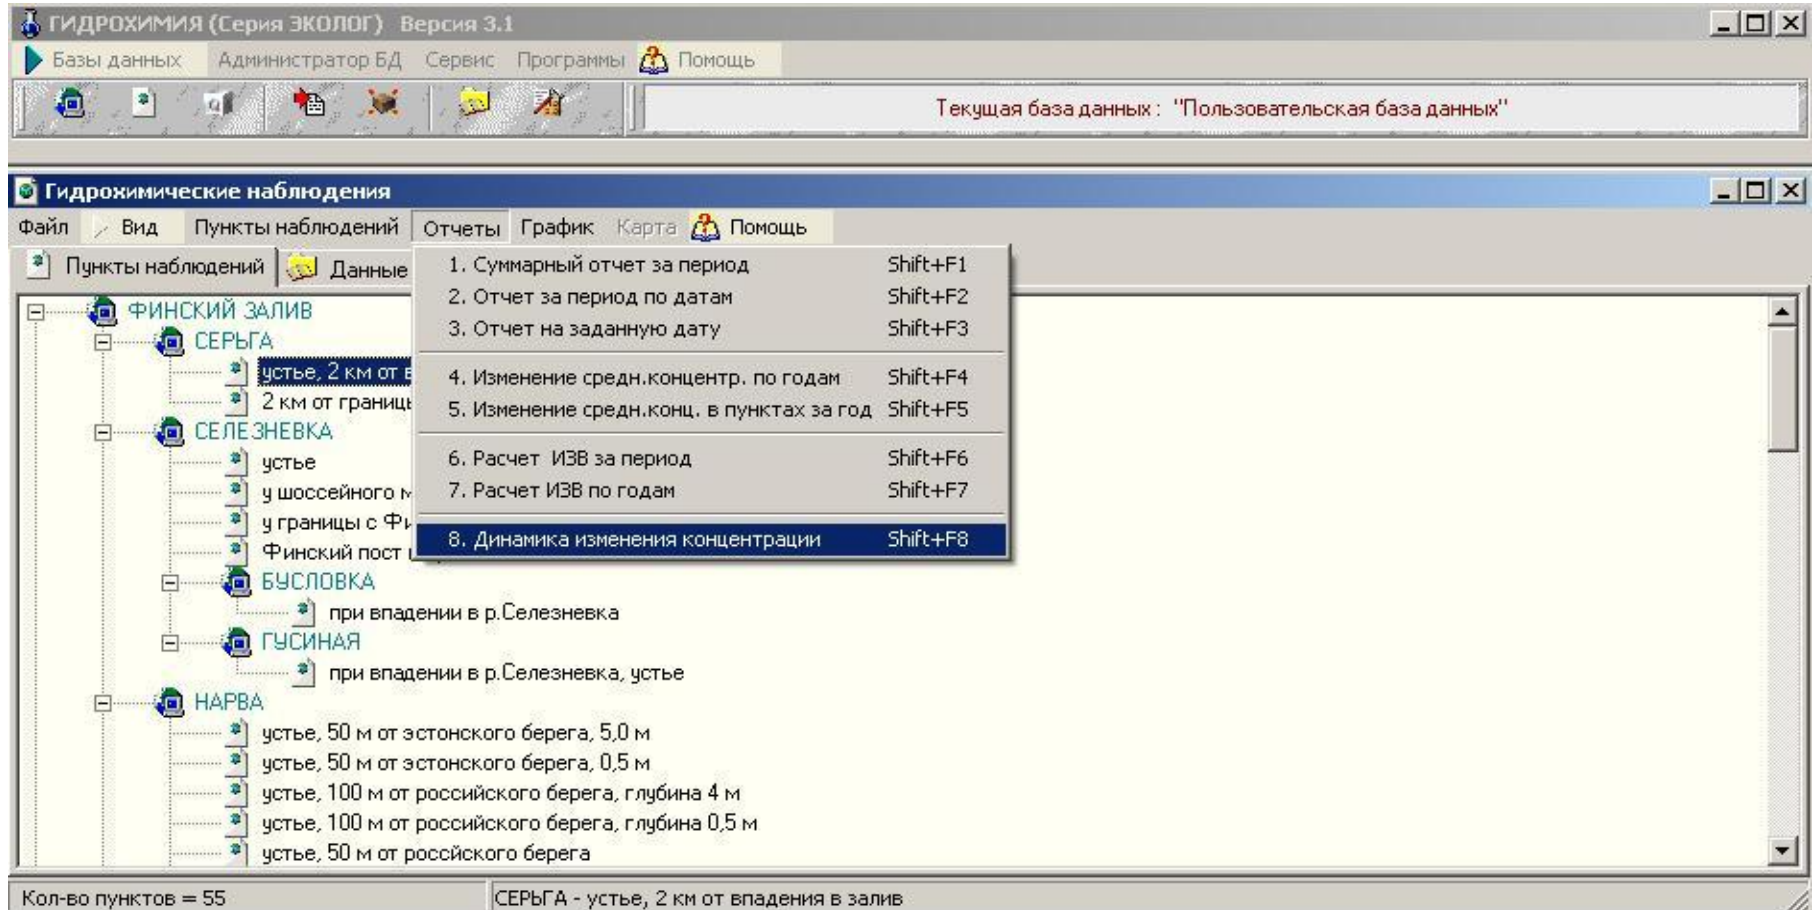 ГИДРОХИМИЯ (Серия ЭКОЛОГ) Версия 3.1
Базы данных Администратор БД Сервис Программы Помощь
Текущая база данных : "Пользовательская база данных"
Гидрохимические наблюдения
Файл Вид Пункты наблюдений Отчеты График Карта Помощь
Пункты наблюдений Данные
1. Суммарный отчет за период Shift+F1
2. Отчет за период по датам Shift+F2
3. Отчет на заданную дату Shift+F3
4. Изменение средн.концентр. по годам Shift+F4
5. Изменение средн.конц. в пунктах за год Shift+F5
6. Расчет ИЗВ за период Shift+F6
7. Расчет ИЗВ по годам Shift+F7
8. Динамика изменения концентрации Shift+F8
ФИНСКИЙ ЗАЛИВ
СЕРЬГА
устье, 2 км от в
2 км от границы
СЕЛЕЗНЕВКА
устье
у шоссейного м
у границы с Фи
Финский пост
БУСЛОВКА
при впадении в р.Селезневка
ГУСИНАЯ
при впадении в р.Селезневка, устье
НАРВА
устье, 50 м от эстонского берега, 5,0 м
устье, 50 м от эстонского берега, 0,5 м
устье, 100 м от российского берега, глубина 4 м
устье, 100 м от российского берега, глубина 0,5 м
устье, 50 м от россйского берега
Кол-во пунктов = 55
СЕРЬГА - устье, 2 км от впадения в залив